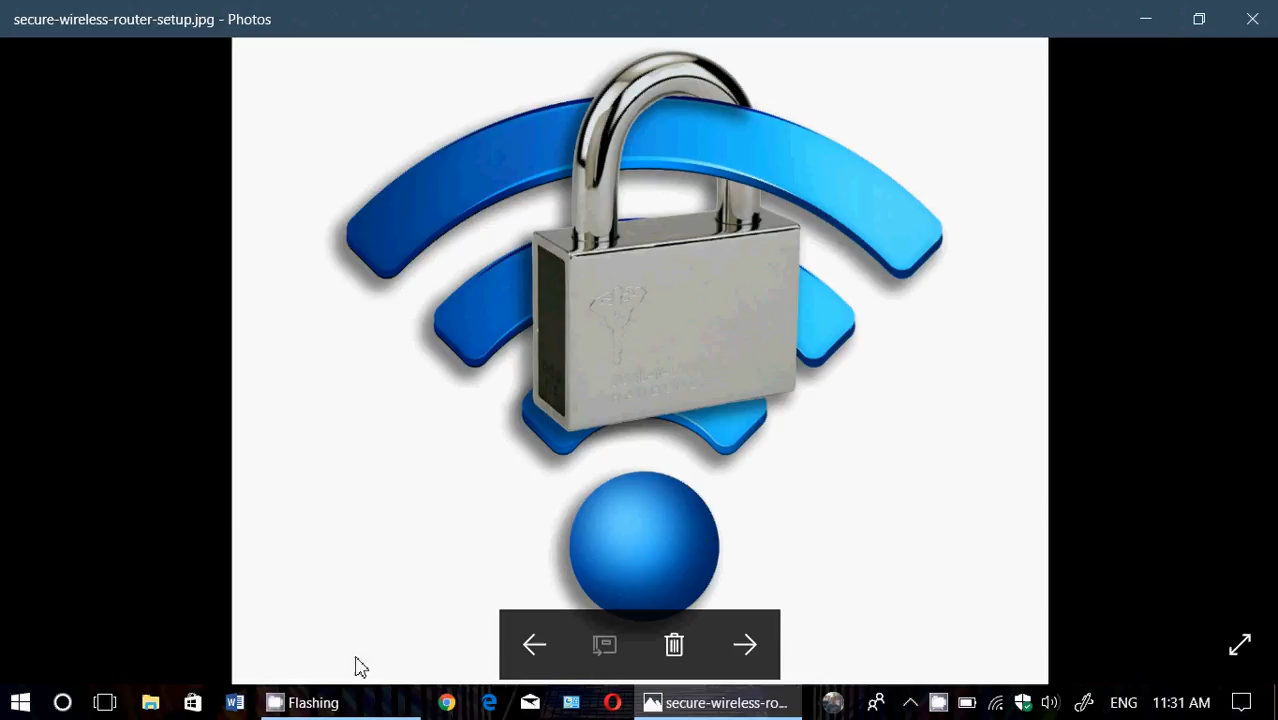 secure-wireless-router-setup.jpg - Photos
Flashing
secure-wireless-ro...
ENG
11:31 AM